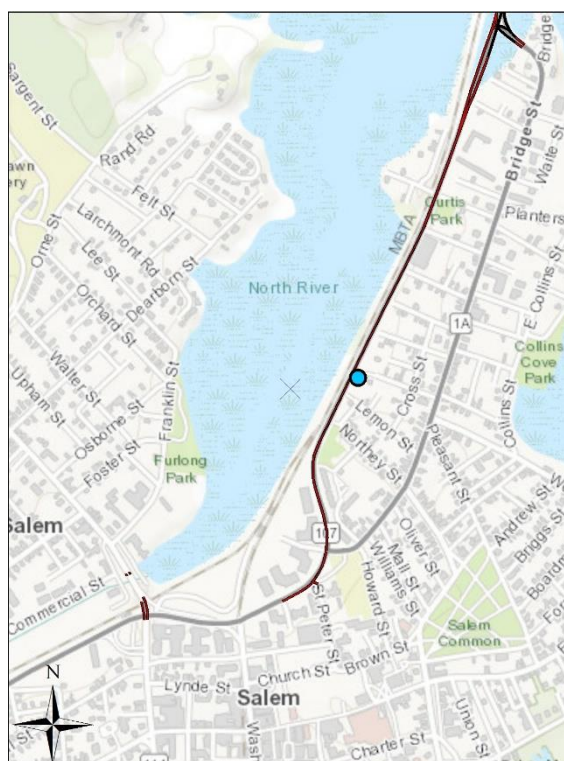 Sargent St
Bridge
Bridge St
Rand Rd
Waite St
Felt St
Curtis Park
Planters
Orne St
Larchmont Rd
Lee St
Dearborn St
MBTA
North River
E Collins St
Orchard St
1A
Collins Cove Park
Walter St
Franklin St
Cross St
Collins St
Upham St
Osborne St
Lemon St
Foster St
Northey St
Pleasant St
Furlong Park
Salem
107
Andrew St
Oliver St
Briggs St
Mall St
Williams St
Howard St
Commercial St
St Peter St
Salem Common
Brown St
Church St
Lynde St
Salem
N
Union St
Charter St